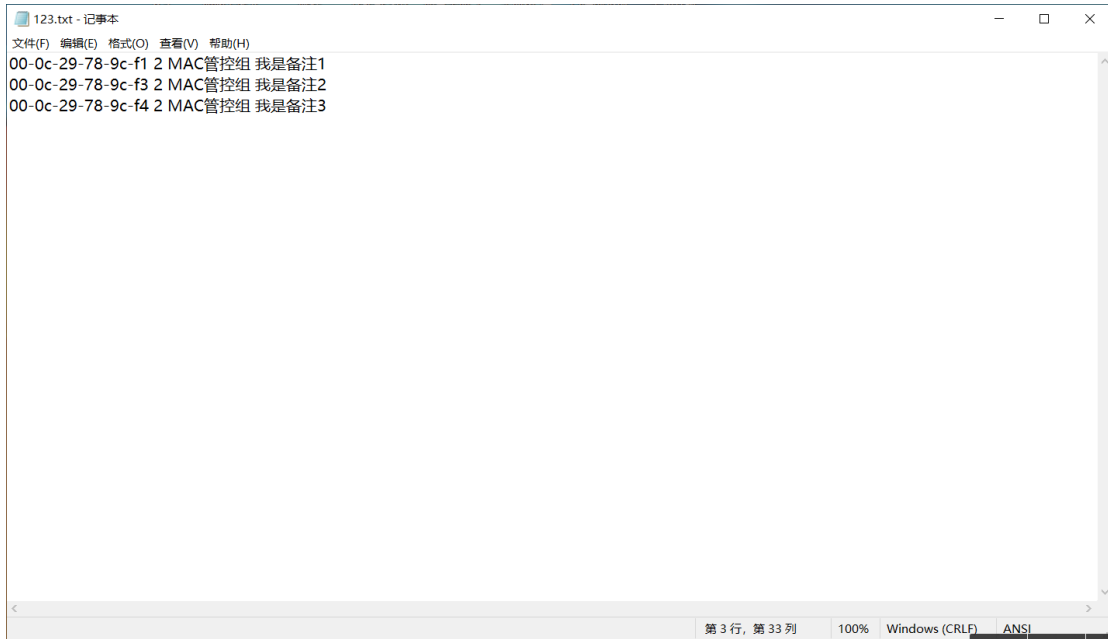 123.txt - 记事本
文件(F) 编辑(E) 格式(O) 查看(V) 帮助(H)
00-0c-29-78-9c-f1 2 MAC管控组 我是备注1
00-0c-29-78-9c-f3 2 MAC管控组 我是备注2
00-0c-29-78-9c-f4 2 MAC管控组 我是备注3
第 3 行，第 33 列 100% Windows (CRLF) ANSI